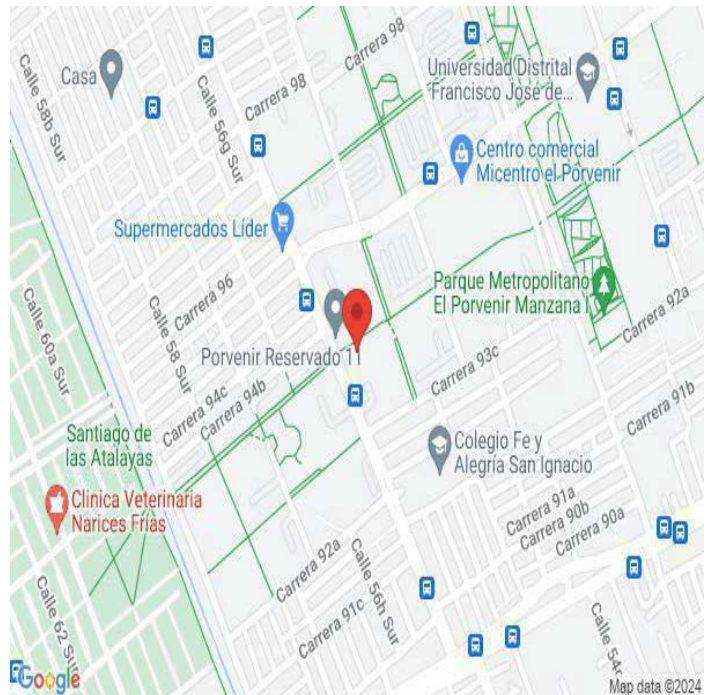 Carrera 98
Carrera 98
Casa
Calle 58b Sur
Calle 56g Sur
Universidad Distrital
Francisco José de...
Centro comercial
Micentro el Porvenir
Supermercados Líder
Carrera 96
Parque Metropolitano
El Porvenir Manzana I
Carrera 92a
Calle 60a Sur
Calle 58 Sur
Porvenir Reservado 11
Carrera 93c
Carrera 94c
Carrera 94b
Carrera 91b
Santiago de
las Atalayas
Colegio Fe y
Alegría San Ignacio
Clinica Veterinaria
Narices Frias
Carrera 91a
Carrera 90b
Carrera 90a
Carrera 92a
Carrera 91c
Calle 56h Sur
Calle 62 Sur
Calle 54c
Google
Map data ©2024